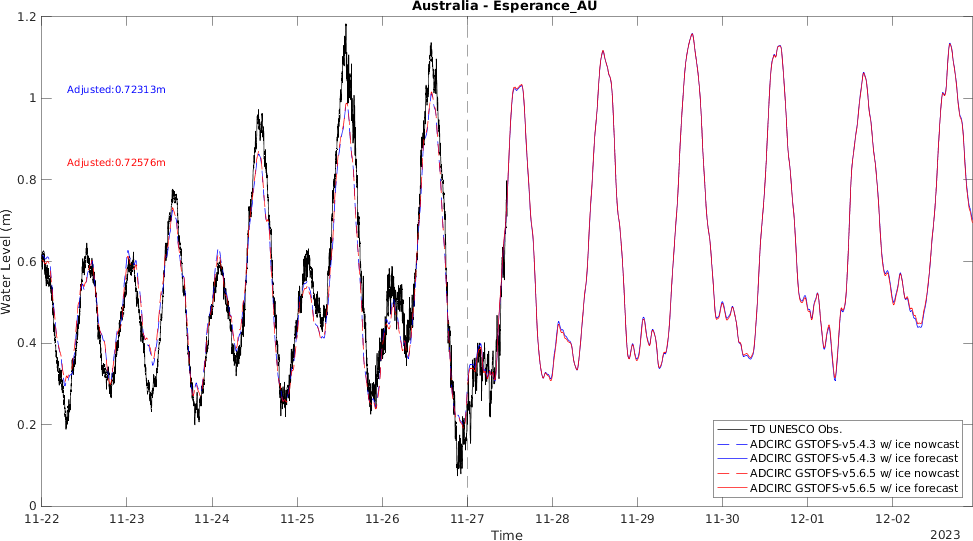 Australia - Esperance_AU
1.2
1
0.8
0.6
0.4
0.2
0
Water Level (m)
Adjusted:0.72313m
Adjusted:0.72576m
TD UNESCO Obs.
ADCIRC GSTOFS-v5.4.3 w/ ice nowcast
ADCIRC GSTOFS-v5.4.3 w/ ice forecast
ADCIRC GSTOFS-v5.6.5 w/ ice nowcast
ADCIRC GSTOFS-v5.6.5 w/ ice forecast
11-22 11-23 11-24 11-25 11-26 11-27 11-28 11-29 11-30 12-01 12-02
Time
2023